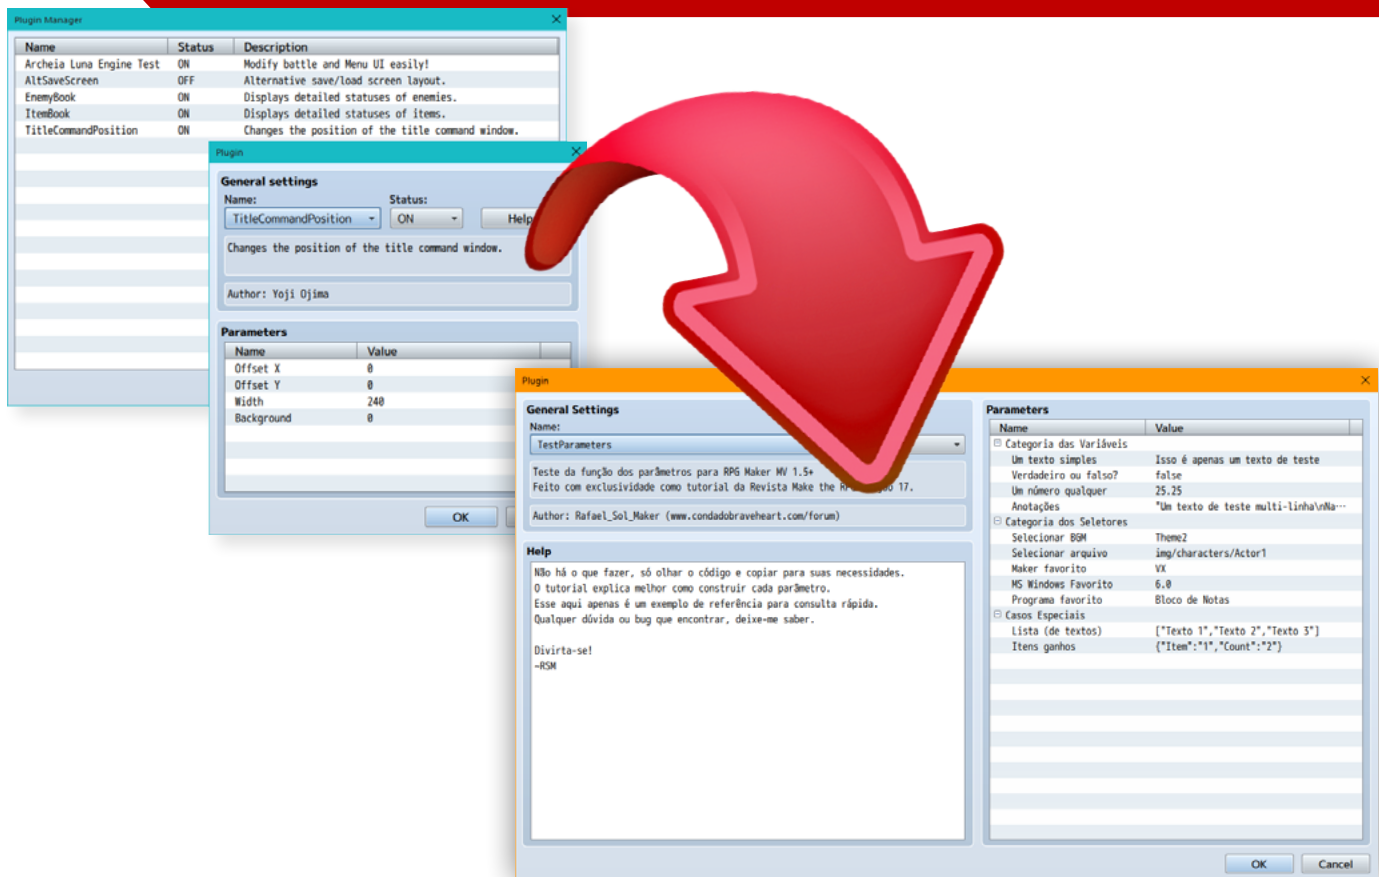 Plugin Manager
Name Status Description
Archeia Luna Engine Test ON Modify battle and Menu UI easily!
AltSaveScreen OFF Alternative save/load screen layout.
EnemyBook ON Displays detailed statuses of enemies.
ItemBook ON Displays detailed statuses of items.
TitleCommandPosition ON Changes the position of the title command window.
Plugin
General settings
Name: Status:
TitleCommandPosition ON Help
Changes the position of the title command window.
Author: Yoji Ojima
Parameters
Name Value
Offset X 0
Offset Y 0
Width 240
Background 0
OK
Plugin
General Settings
Name:
TestParameters
Teste da função dos parâmetros para RPG Maker MV 1.5+
Feito com exclusividade como tutorial da Revista Make the 17.
Author: Rafael_Sol_Maker (www.condadobraveheart.com/forum)
Help
Não há o que fazer, só olhar o código e copiar para suas necessidades.
O tutorial explica melhor como construir cada parâmetro.
Esse aqui apenas é um exemplo de referência para consulta rápida.
Qualquer dúvida ou bug que encontrar, deixe-me saber.
Divirta-se!
~RSM
Parameters
Name Value
Categoria das Variáveis
Um texto simples Isso é apenas um texto de teste
Verdadeiro ou falso? false
Um número qualquer 25.25
Anotações "Um texto de teste multi-linha\nNa…
Categoria dos Seletores
Selecionar BGM Theme2
Selecionar arquivo img/characters/Actor1
Maker favorito VX
MS Windows Favorito 6.0
Programa favorito Bloco de Notas
Casos Especiais
Lista (de textos) ["Texto 1","Texto 2","Texto 3"]
Itens ganhos {"Item":"1","Count":"2"}
OK Cancel